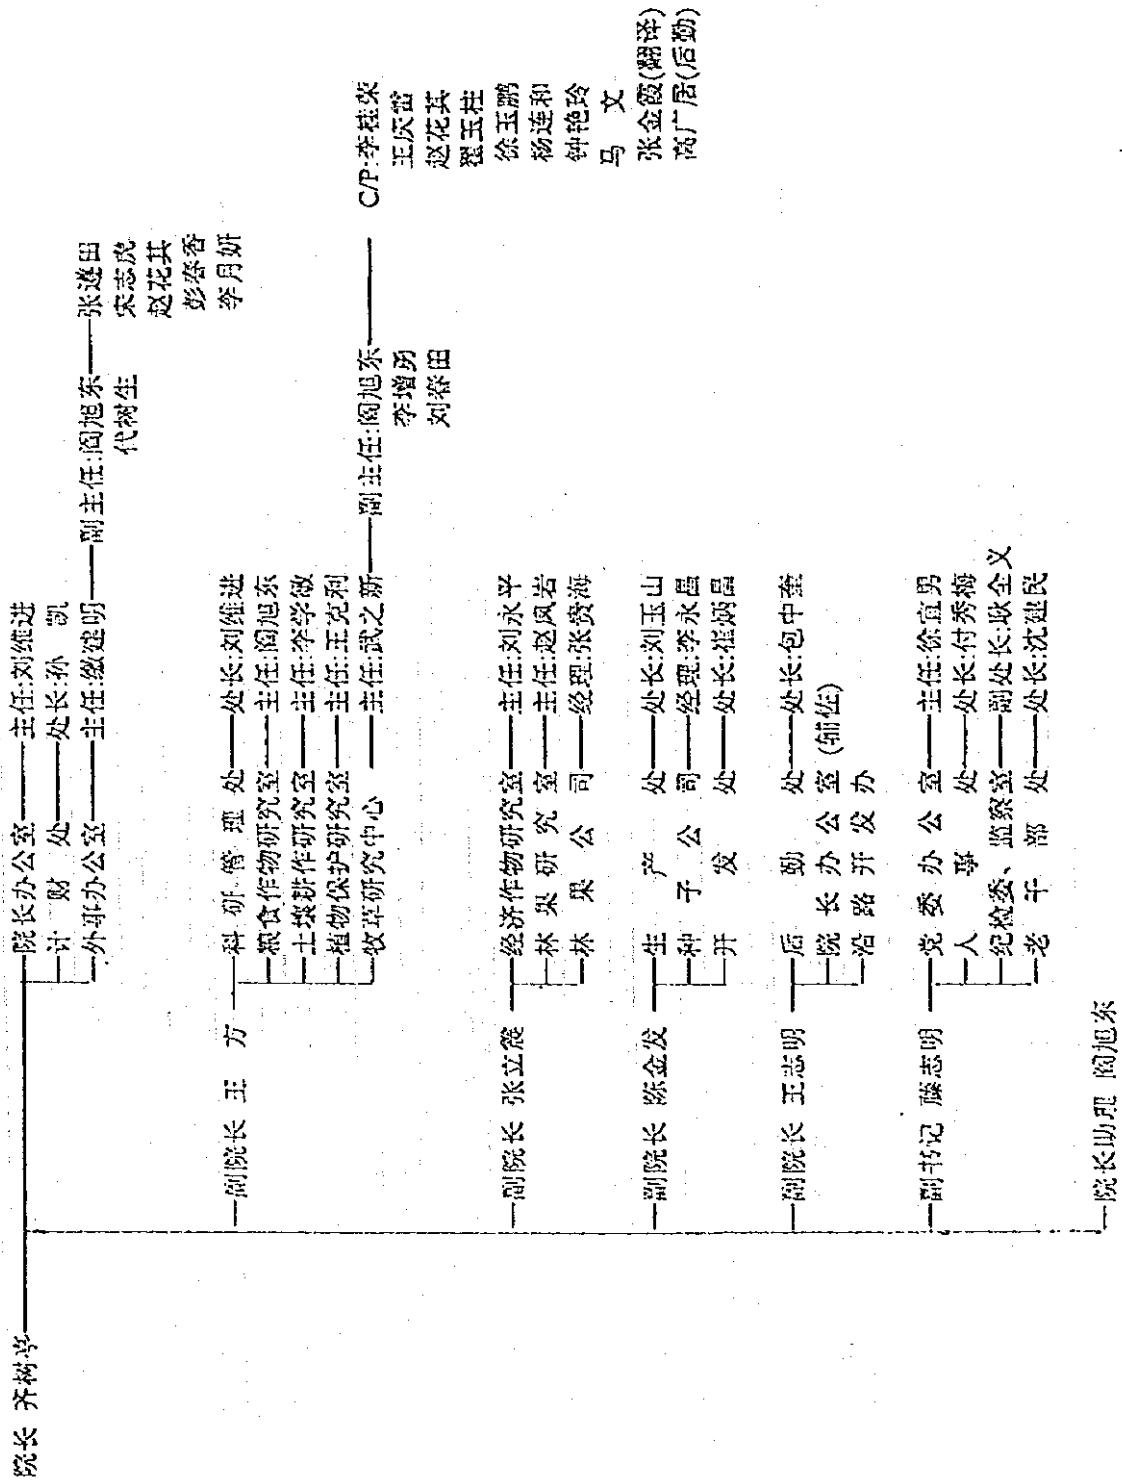 院长 齐树亭
院长办公室 主任:刘维进
计财处 处长:孙凯
外事办公室 主任:缴建明 副主任:阎旭东 张遵田
代树生 宋志虎
赵花其
彭春香
李月妍
副院长 王方 科研管理处 处长:刘维进
粮食作物研究室 主任:阎旭东
土壤耕作研究室 主任:李学敏
植物保护研究室 主任:王克利
牧草研究中心 主任:武之新 副主任:阎旭东 C/P:李桂荣
李增勇 王庆雷
刘春田 赵花其
翟玉柱
徐玉鹏
杨连和
钟艳玲
马文
张金霞(翻译)
高广居(后勤)
副院长 张立震 经济作物研究室 主任:刘永平
林果研究室 主任:赵凤岩
林果公司 经理:张贵海
副院长 陈金发 生产处 处长:刘玉山
种子公司 经理:李永昌
开发处 处长:崔炳昌
副院长 王志明 后勤处 处长:包中奎
院长办公室(辅佐)
沿路开发办
副书记 藤志明 党委办公室 主任:徐宜男
人事处 处长:付秀梅
纪检委、监察室 副处长:耿全义
老干部处 处长:沈建民
院长助理 阎旭东